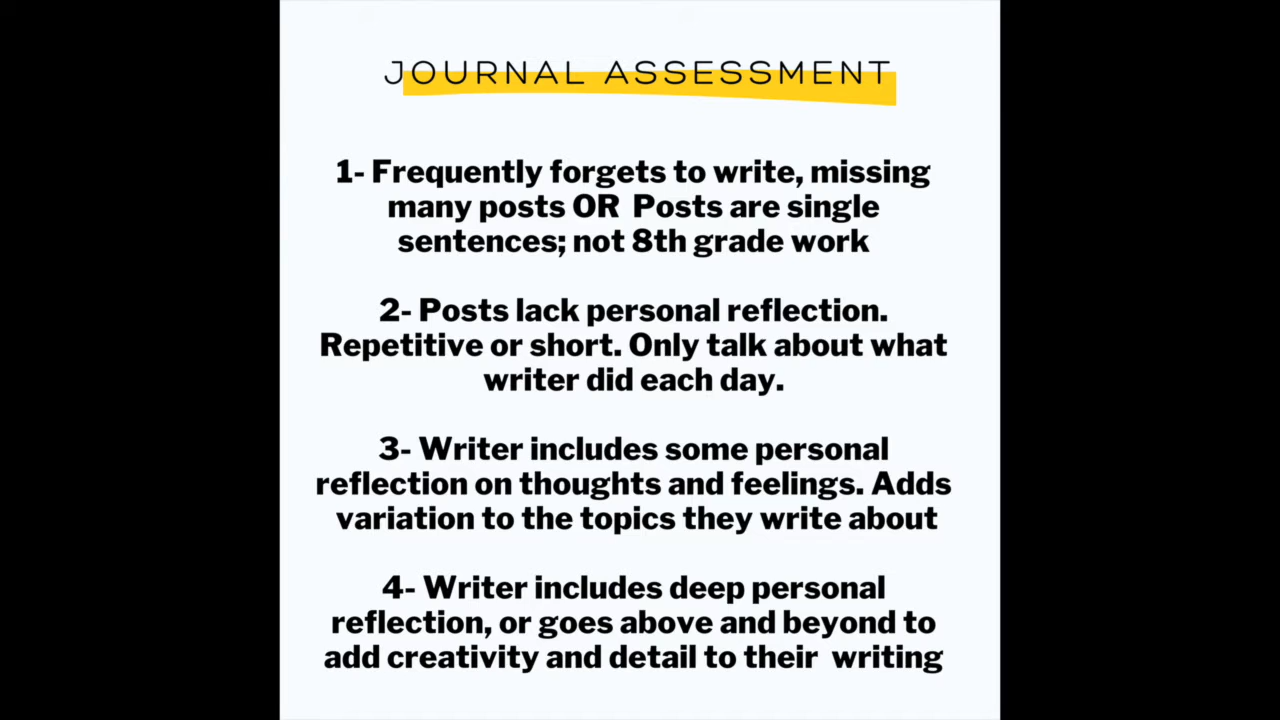 JOURNAL ASSESSMENT
1- Frequently forgets to write, missing
many posts OR Posts are single
sentences; not 8th grade work
2- Posts lack personal reflection.
Repetitive or short. Only talk about what
writer did each day.
3- Writer includes some personal
reflection on thoughts and feelings. Adds
variation to the topics they write about
4- Writer includes deep personal
reflection, or goes above and beyond to
add creativity and detail to their writing